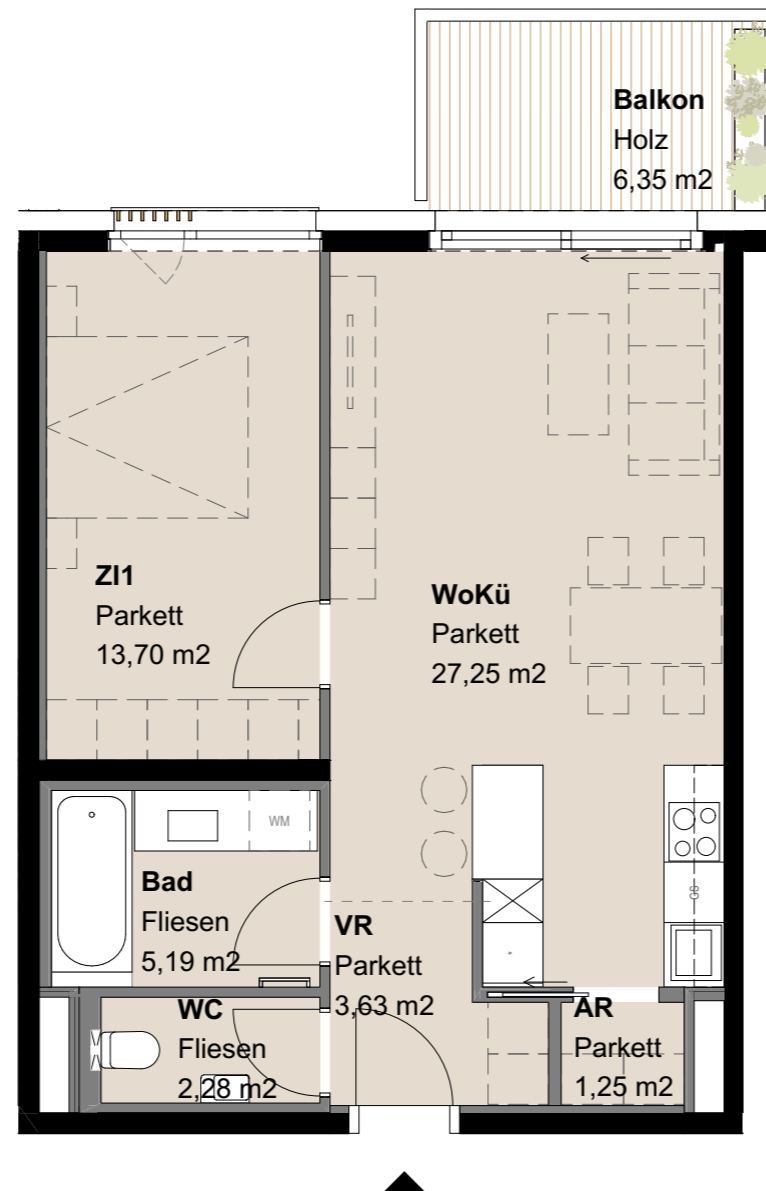 Balkon
Holz
6,35 m2
ZI1
Parkett
13,70 m2
WoKü
Parkett
27,25 m2
WM
Bad
Fliesen
5,19 m2
GS
VR
Parkett
3,63 m2
WC
Fliesen
2,28 m2
AR
Parkett
1,25 m2